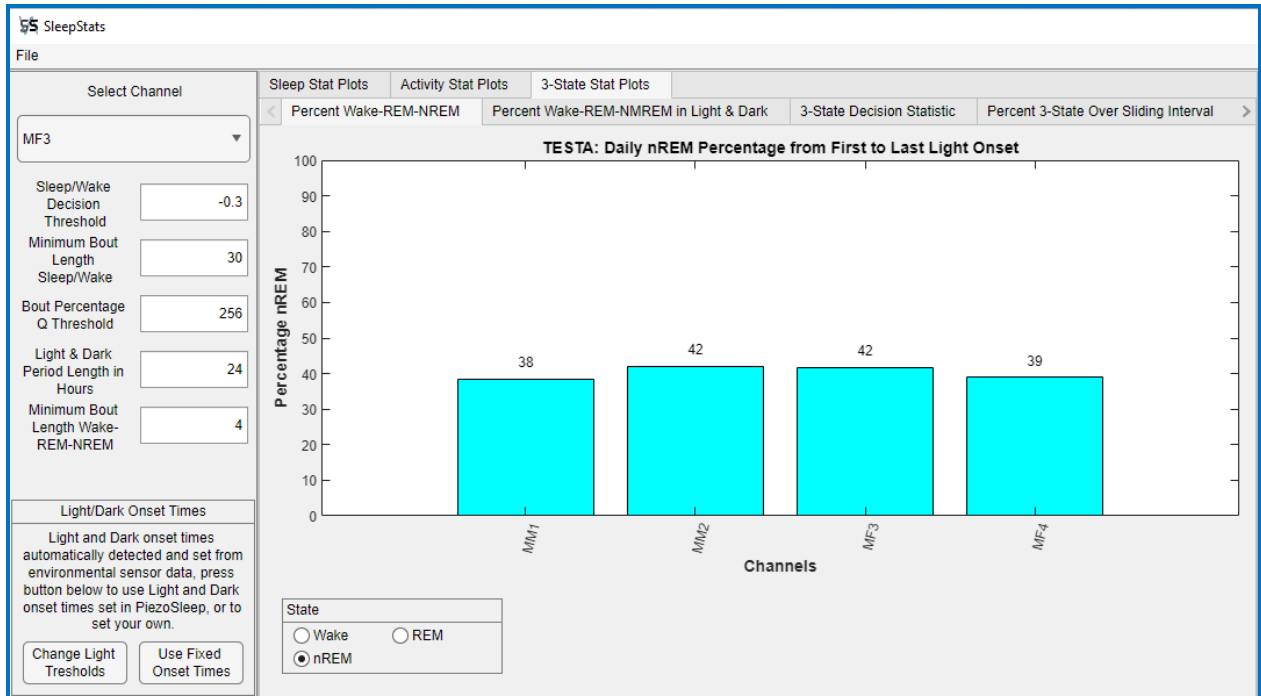 SleepStats
File
Select Channel
MF3
Sleep/Wake
Decision
Threshold
-0.3
Minimum Bout
Length
Sleep/Wake
30
Bout Percentage
Q Threshold
256
Light & Dark
Period Length in
Hours
24
Minimum Bout
Length Wake-
REM-NREM
4
Light/Dark Onset Times
Light and Dark onset times
automatically detected and set from
environmental sensor data, press
button below to use Light and Dark
onset times set in PiezoSleep, or to
set your own.
Change Light
Tresholds
Use Fixed
Onset Times
Sleep Stat Plots
Activity Stat Plots
3-State Stat Plots
Percent Wake-REM-NREM
Percent Wake-REM-NMREM in Light & Dark
3-State Decision Statistic
Percent 3-State Over Sliding Interval
TESTA: Daily nREM Percentage from First to Last Light Onset
Percentage nREM
100
90
80
70
60
50
40
30
20
10
0
38
42
42
39
MM1
MM2
MF3
MF4
Channels
State
Wake
REM
nREM